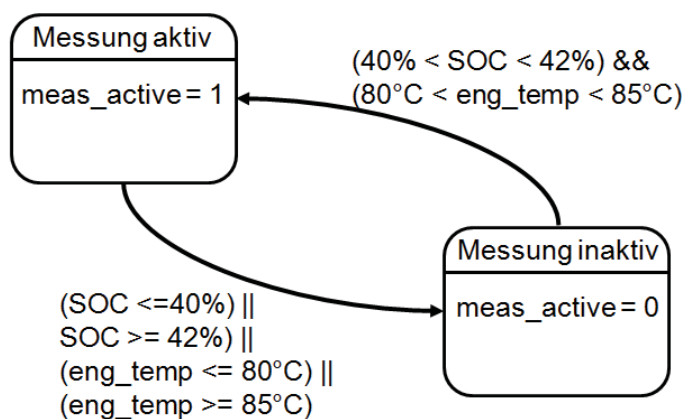 Messung aktiv
meas_active = 1
(40% < SOC < 42%) &&
(80°C < eng_temp < 85°C)
Messung inaktiv
meas_active = 0
(SOC <=40%) ||
SOC >= 42%) ||
(eng_temp <= 80°C) ||
(eng_temp >= 85°C)